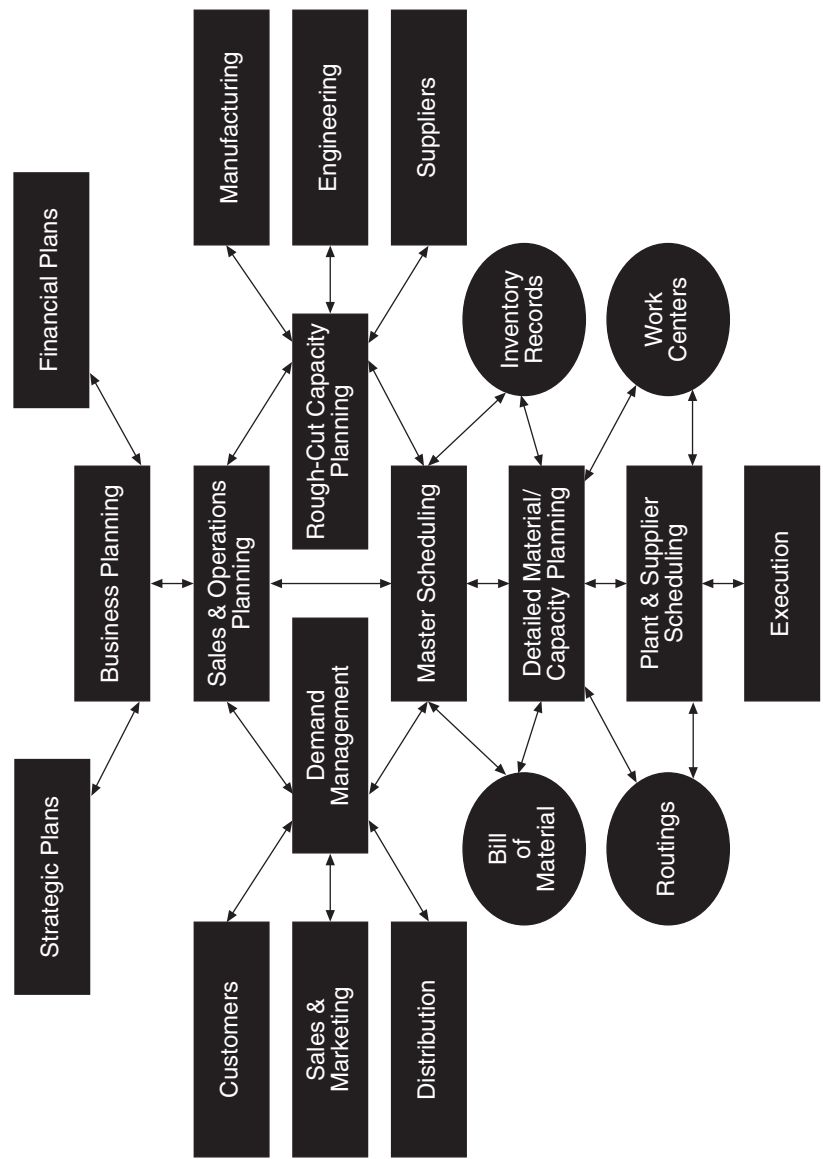 Strategic Plans
Financial Plans
Business Planning
Customers
Sales & Operations
Planning
Manufacturing
Sales &
Marketing
Demand
Management
Rough-Cut Capacity
Planning
Engineering
Distribution
Master Scheduling
Suppliers
Bill
of
Material
Detailed Material/
Capacity Planning
Inventory
Records
Routings
Plant & Supplier
Scheduling
Work
Centers
Execution